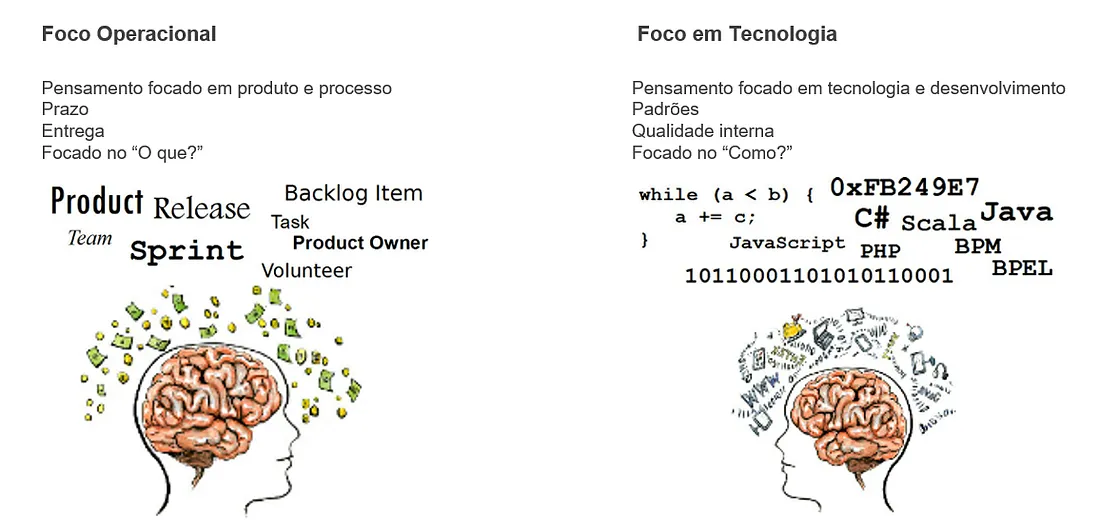 Foco Operacional
Pensamento focado em produto e processo
Prazo
Entrega
Focado no “O que?”
Product Release
Backlog Item
Task
Team
Sprint
Product Owner
Volunteer
Foco em Tecnologia
Pensamento focado em tecnologia e desenvolvimento
Padrões
Qualidade interna
Focado no “Como?”
while (a < b) {
a += c;
}
0xFB249E7
C# Scala Java
JavaScript PHP BPM
BPEL
10110001101010110001
WWW